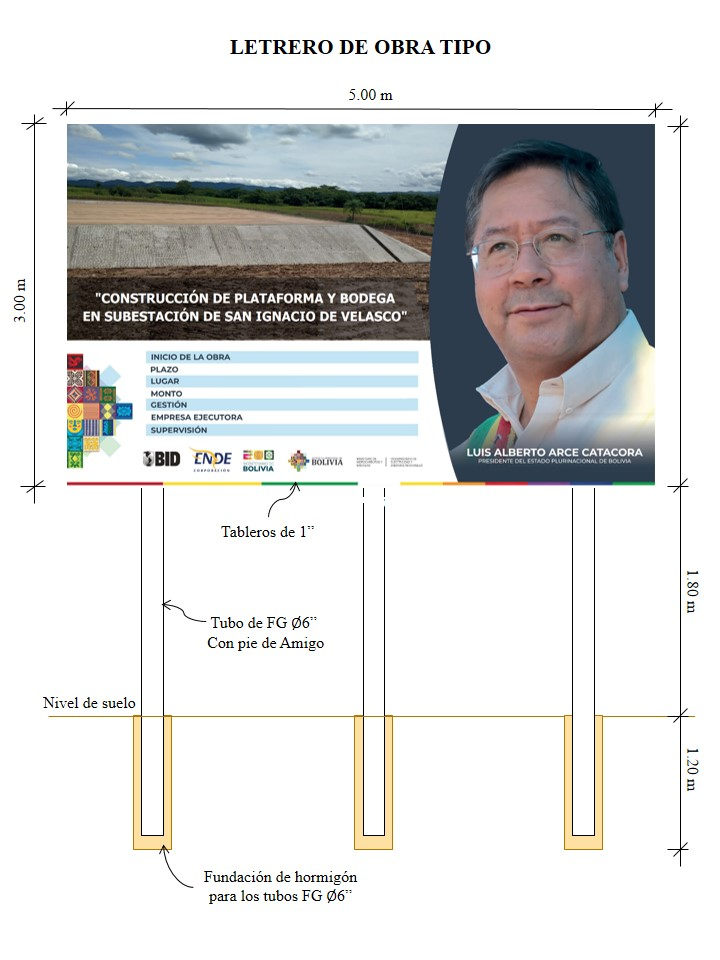 LETRERO DE OBRA TIPO
5.00 m
3.00 m
"CONSTRUCCIÓN DE PLATAFORMA Y BODEGA
EN SUBESTACIÓN DE SAN IGNACIO DE VELASCO"
INICIO DE LA OBRA
PLAZO
LUGAR
MONTO
GESTIÓN
EMPRESA EJECUTORA
SUPERVISIÓN
BID
ENDE
CORPORACIÓN
BOLIVIA
BOLIVIA
LUIS ALBERTO ARCE CATACORA
PRESIDENTE DEL ESTADO PLURINACIONAL DE BOLIVIA
Tableros de 1”
1.80 m
Tubo de FG Ø6”
Con pie de Amigo
Nivel de suelo
1.20 m
Fundación de hormigón
para los tubos FG Ø6”